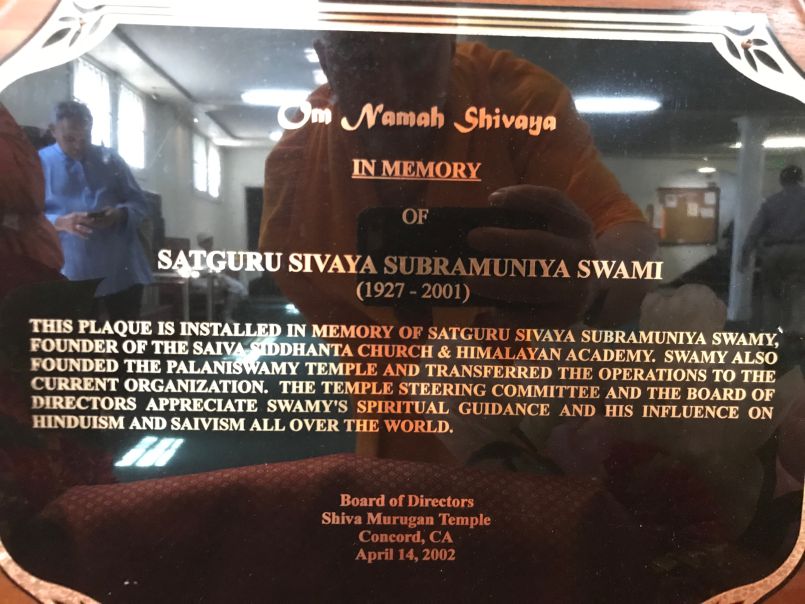 Om Namah Shivaya
IN MEMORY
OF
SATGURU SIVAYA SUBRAMUNIYA SWAMI
(1927 - 2001)
THIS PLAQUE IS INSTALLED IN MEMORY OF SATGURU SIVAYA SUBRAMUNIYA SWAMY,
FOUNDER OF THE SAIVA SIDDHANTA CHURCH & HIMALAYAN ACADEMY. SWAMY ALSO
FOUNDED THE PALANISWAMY TEMPLE AND TRANSFERRED THE OPERATIONS TO THE
CURRENT ORGANIZATION. THE TEMPLE STEERING COMMITTEE AND THE BOARD OF
DIRECTORS APPRECIATE SWAMY'S SPIRITUAL GUIDANCE AND HIS INFLUENCE ON
HINDUISM AND SAIVISM ALL OVER THE WORLD.
Board of Directors
Shiva Murugan Temple
Concord, CA
April 14, 2002